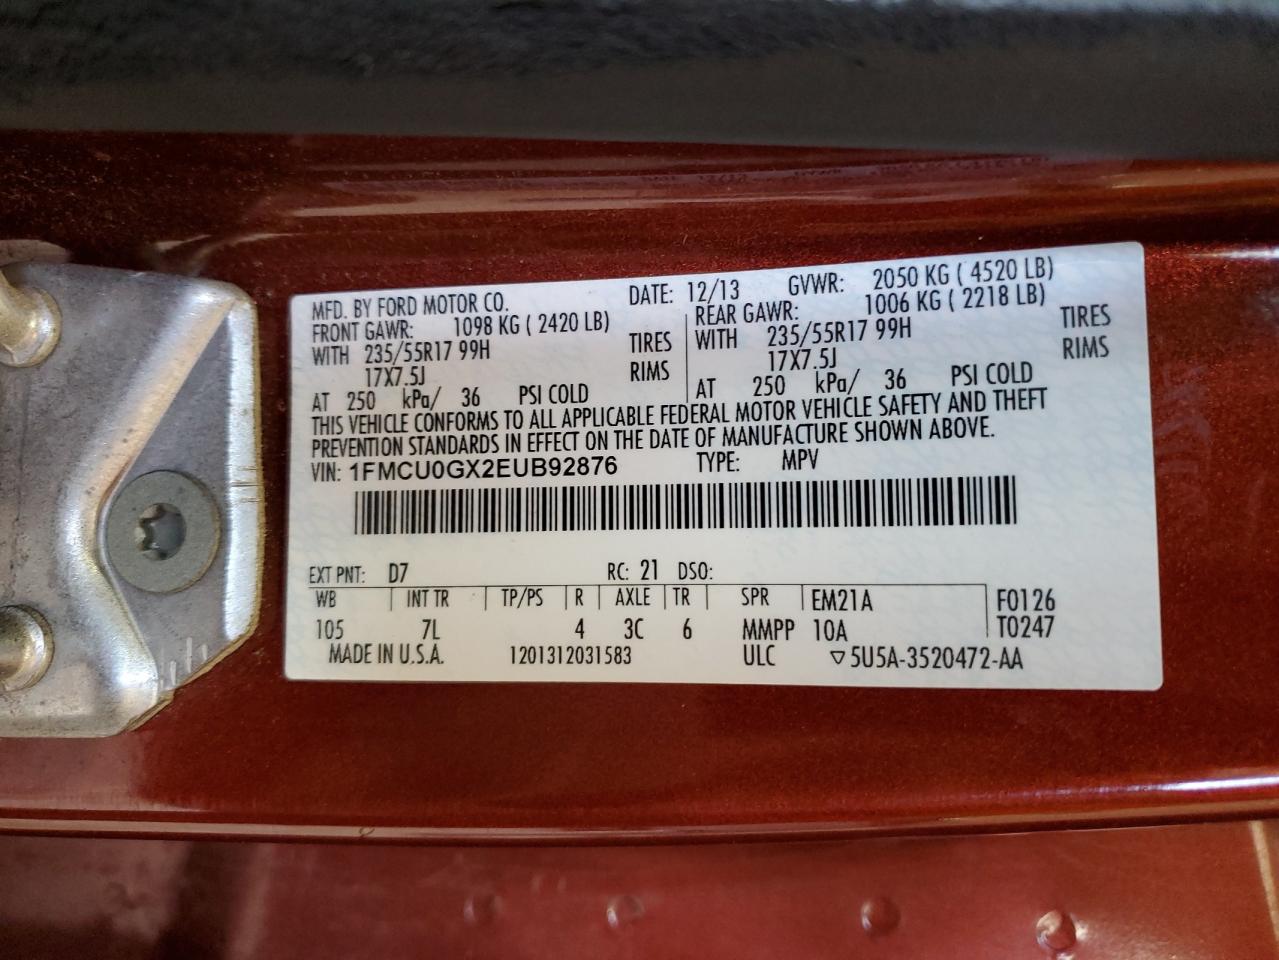 MFD. BY FORD MOTOR CO. DATE: 12/13 GVWR: 2050 KG ( 4520 LB)
FRONT GAWR: 1098 KG ( 2420 LB) REAR GAWR: 1006 KG ( 2218 LB)
WITH 235/55R17 99H TIRES WITH 235/55R17 99H TIRES
17X7.5J RIMS 17X7.5J RIMS
AT 250 kPa/ 36 PSI COLD AT 250 kPa/ 36 PSI COLD
THIS VEHICLE CONFORMS TO ALL APPLICABLE FEDERAL MOTOR VEHICLE SAFETY AND THEFT
PREVENTION STANDARDS IN EFFECT ON THE DATE OF MANUFACTURE SHOWN ABOVE.
VIN: 1FMCU0GX2EUB92876 TYPE: MPV
EXT PNT: D7 RC: 21 DSO:
WB INT TR TP/PS R AXLE TR SPR EM21A F0126
105 7L 4 3C 6 MMPP 10A T0247
MADE IN U.S.A. 1201312031583 ULC ▽5U5A-3520472-AA